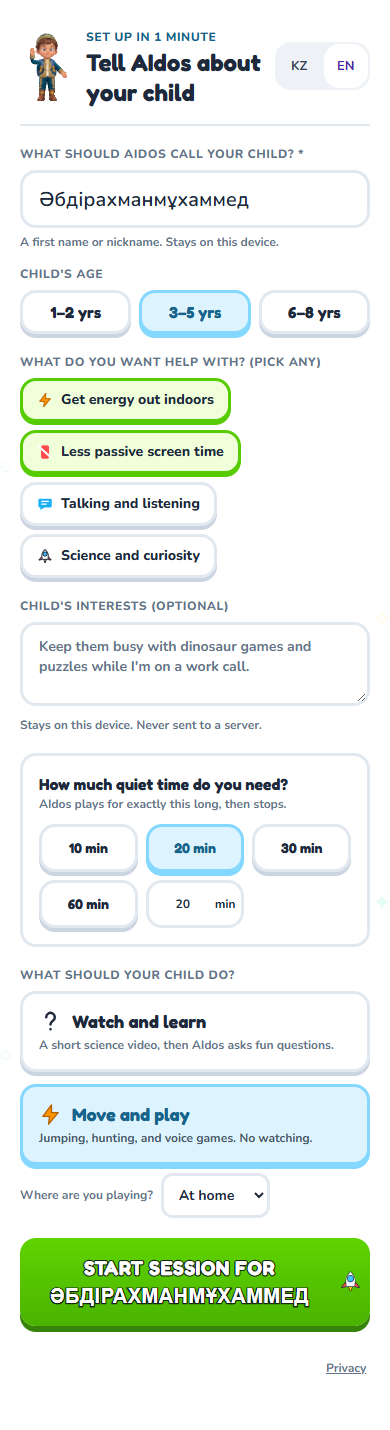 SET UP IN 1 MINUTE
Tell AIdos about
your child
KZ
EN
WHAT SHOULD AIDOS CALL YOUR CHILD? *
Әбдірахманмұхаммед
A first name or nickname. Stays on this device.
CHILD'S AGE
1–2 yrs
3–5 yrs
6–8 yrs
WHAT DO YOU WANT HELP WITH? (PICK ANY)
Get energy out indoors
Less passive screen time
Talking and listening
Science and curiosity
CHILD'S INTERESTS (OPTIONAL)
Keep them busy with dinosaur games and
puzzles while I'm on a work call.
Stays on this device. Never sent to a server.
How much quiet time do you need?
AIdos plays for exactly this long, then stops.
10 min
20 min
30 min
60 min
20 min
WHAT SHOULD YOUR CHILD DO?
Watch and learn
A short science video, then AIdos asks fun questions.
Move and play
Jumping, hunting, and voice games. No watching.
Where are you playing? At home
START SESSION FOR
ӘБДІРАХМАНМҰХАММЕД
Privacy